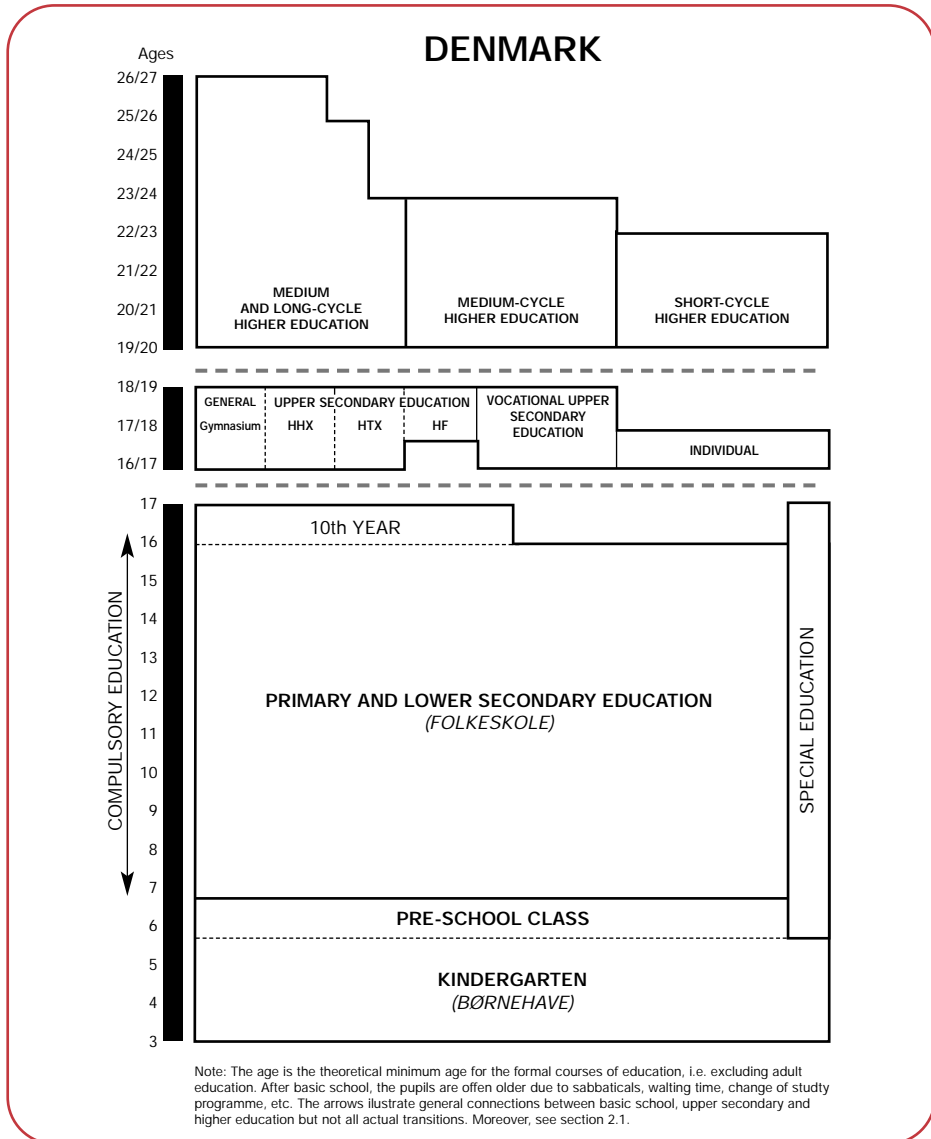 DENMARK
Ages
26/27
25/26
24/25
23/24
22/23
21/22
20/21
19/20
MEDIUM
AND LONG-CYCLE
HIGHER EDUCATION
MEDIUM-CYCLE
HIGHER EDUCATION
SHORT-CYCLE
HIGHER EDUCATION
18/19
17/18
16/17
GENERAL UPPER SECONDARY EDUCATION
Gymnasium HHX HTX HF
VOCATIONAL UPPER
SECONDARY
EDUCATION
INDIVIDUAL
17
16
15
14
13
12
11
10
9
8
7
6
5
4
3
COMPULSORY EDUCATION
10th YEAR
PRIMARY AND LOWER SECONDARY EDUCATION
(FOLKESKOLE)
SPECIAL EDUCATION
PRE-SCHOOL CLASS
KINDERGARTEN
(BØRNEHAVE)
Note: The age is the theoretical minimum age for the formal courses of education, i.e. excluding adult
education. After basic school, the pupils are offen older due to sabbaticals, walting time, change of studty
programme, etc. The arrows ilustrate general connections between basic school, upper secondary and
higher education but not all actual transitions. Moreover, see section 2.1.